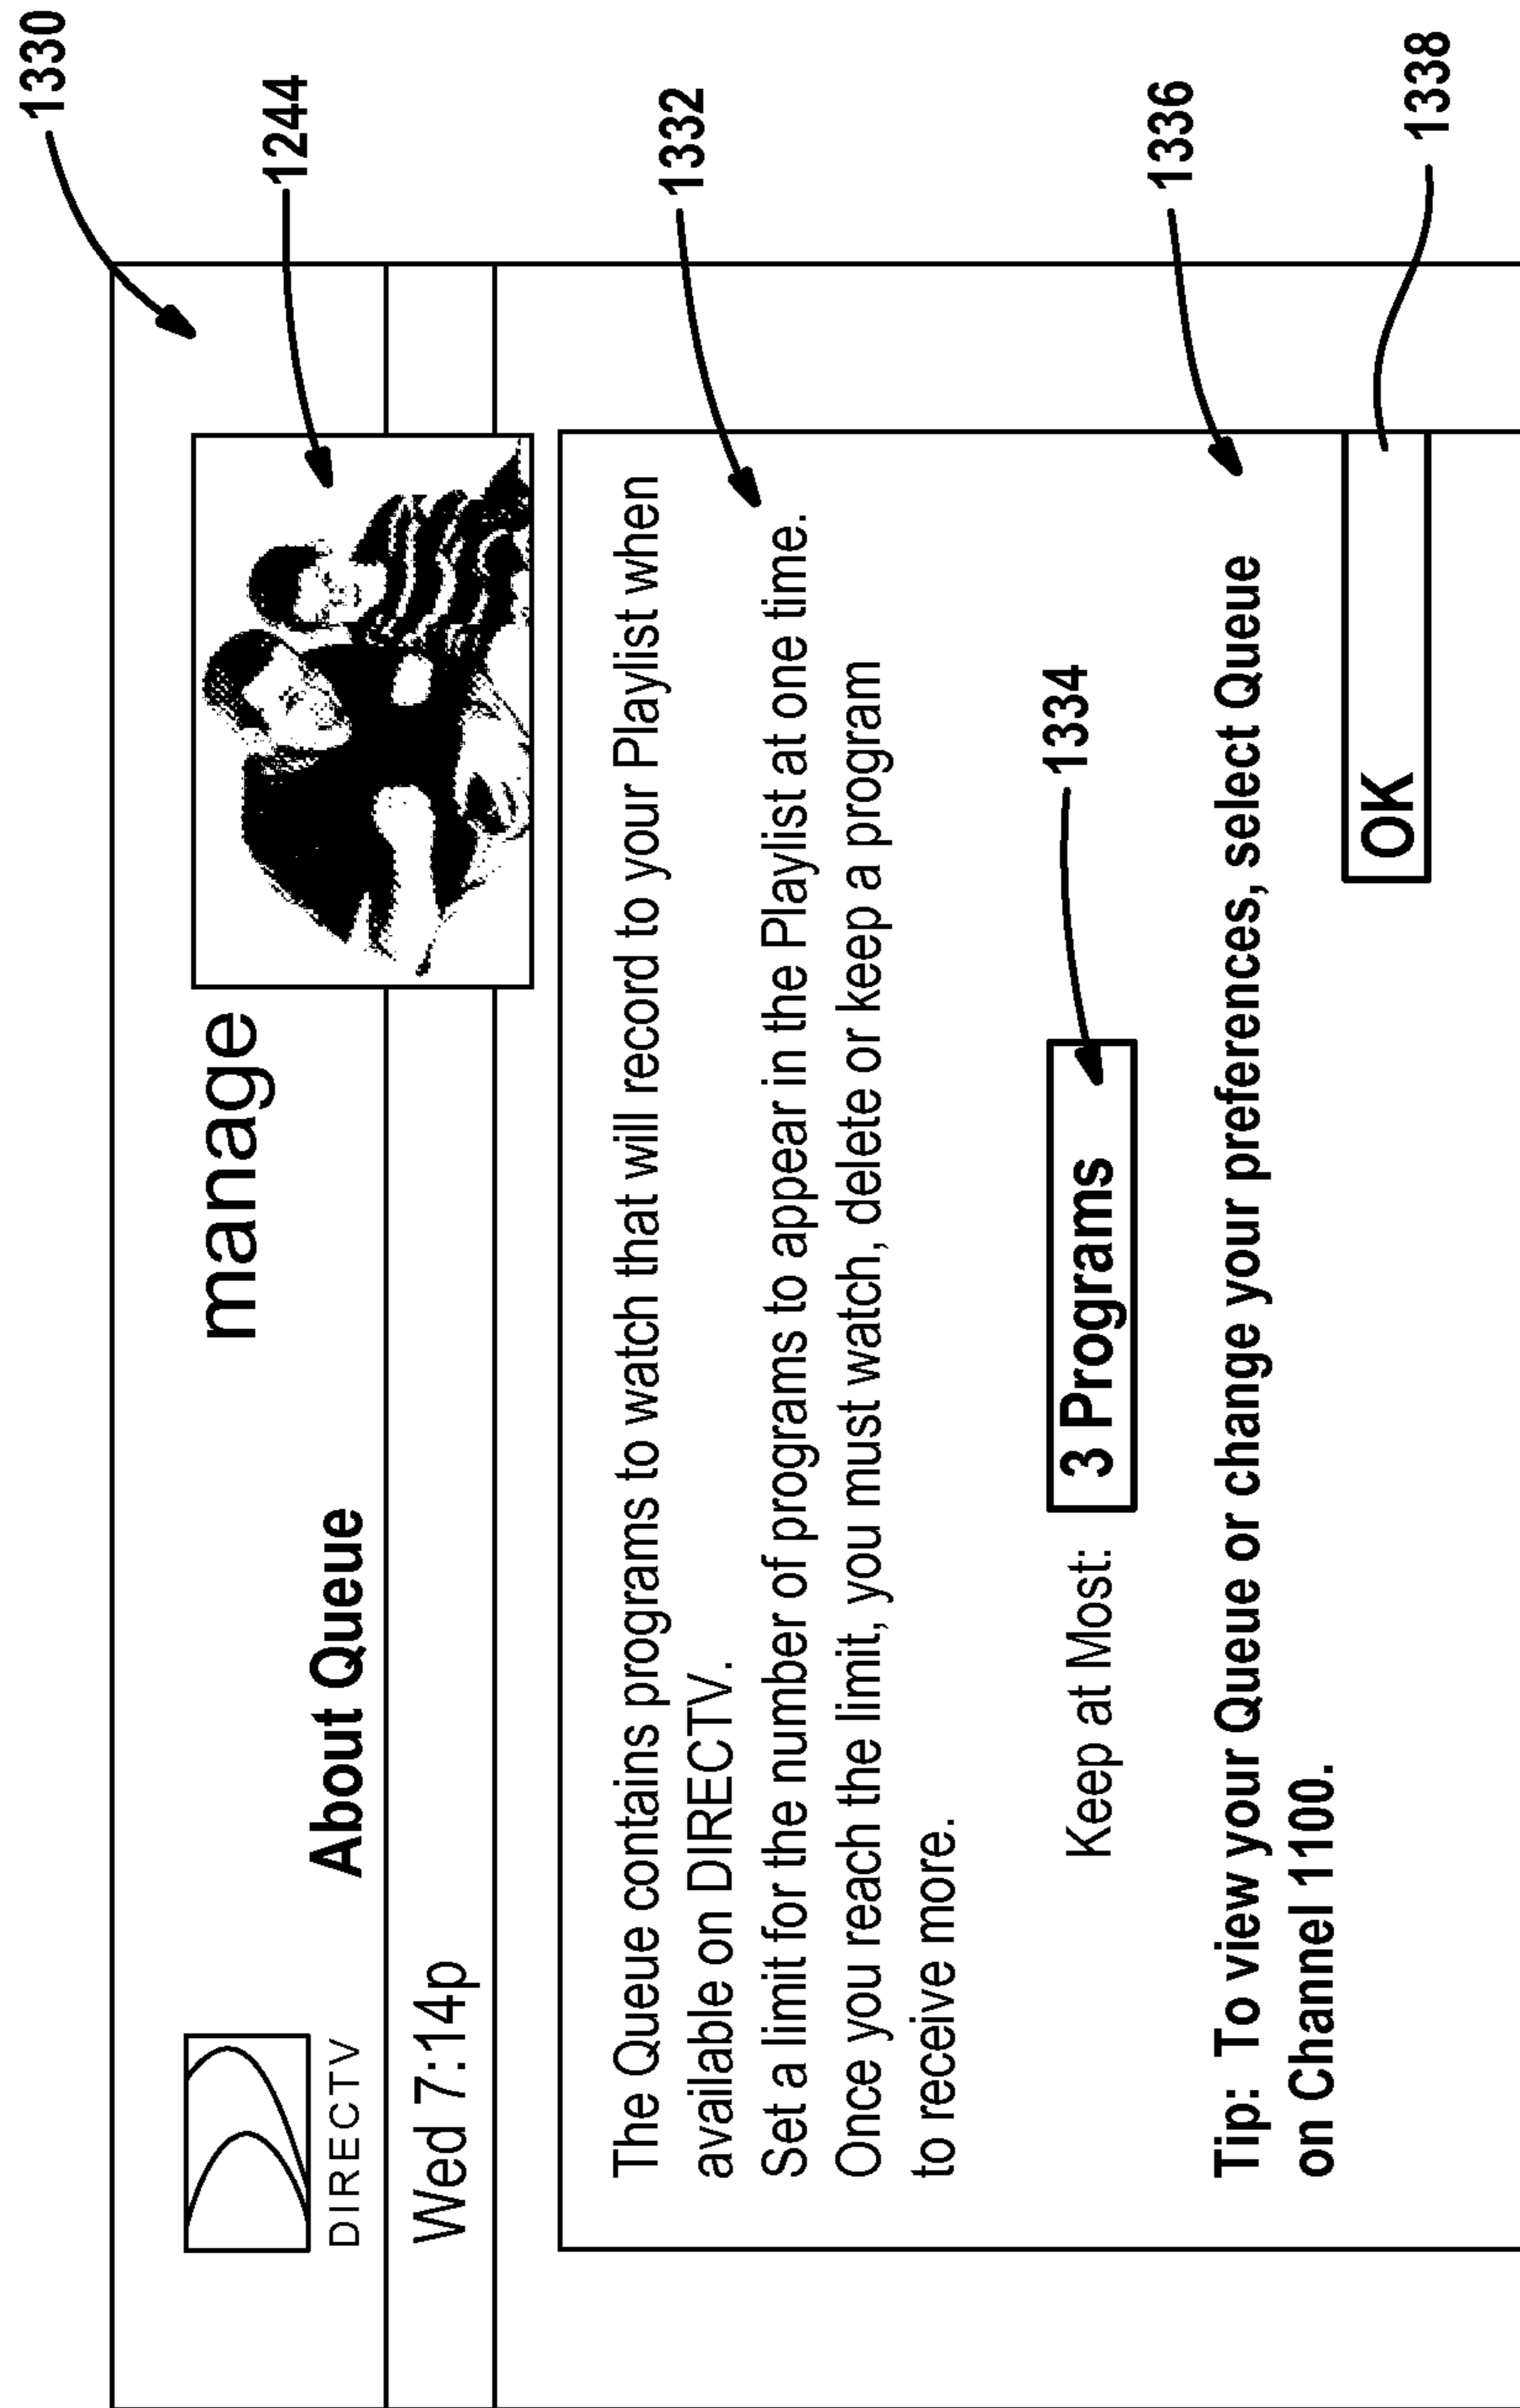 1330
manage
1244
About Queue
DIRECTV
Wed 7:14p
The Queue contains programs to watch that will record to your Playlist when
available on DIRECTV.
1332
Set a limit for the number of programs to appear in the Playlist at one time.
Once you reach the limit, you must watch, delete or keep a program
to receive more.
1334
Keep at Most: 3 Programs
1336
Tip: To view your Queue or change your preferences, select Queue
on Channel 1100.
OK
1338